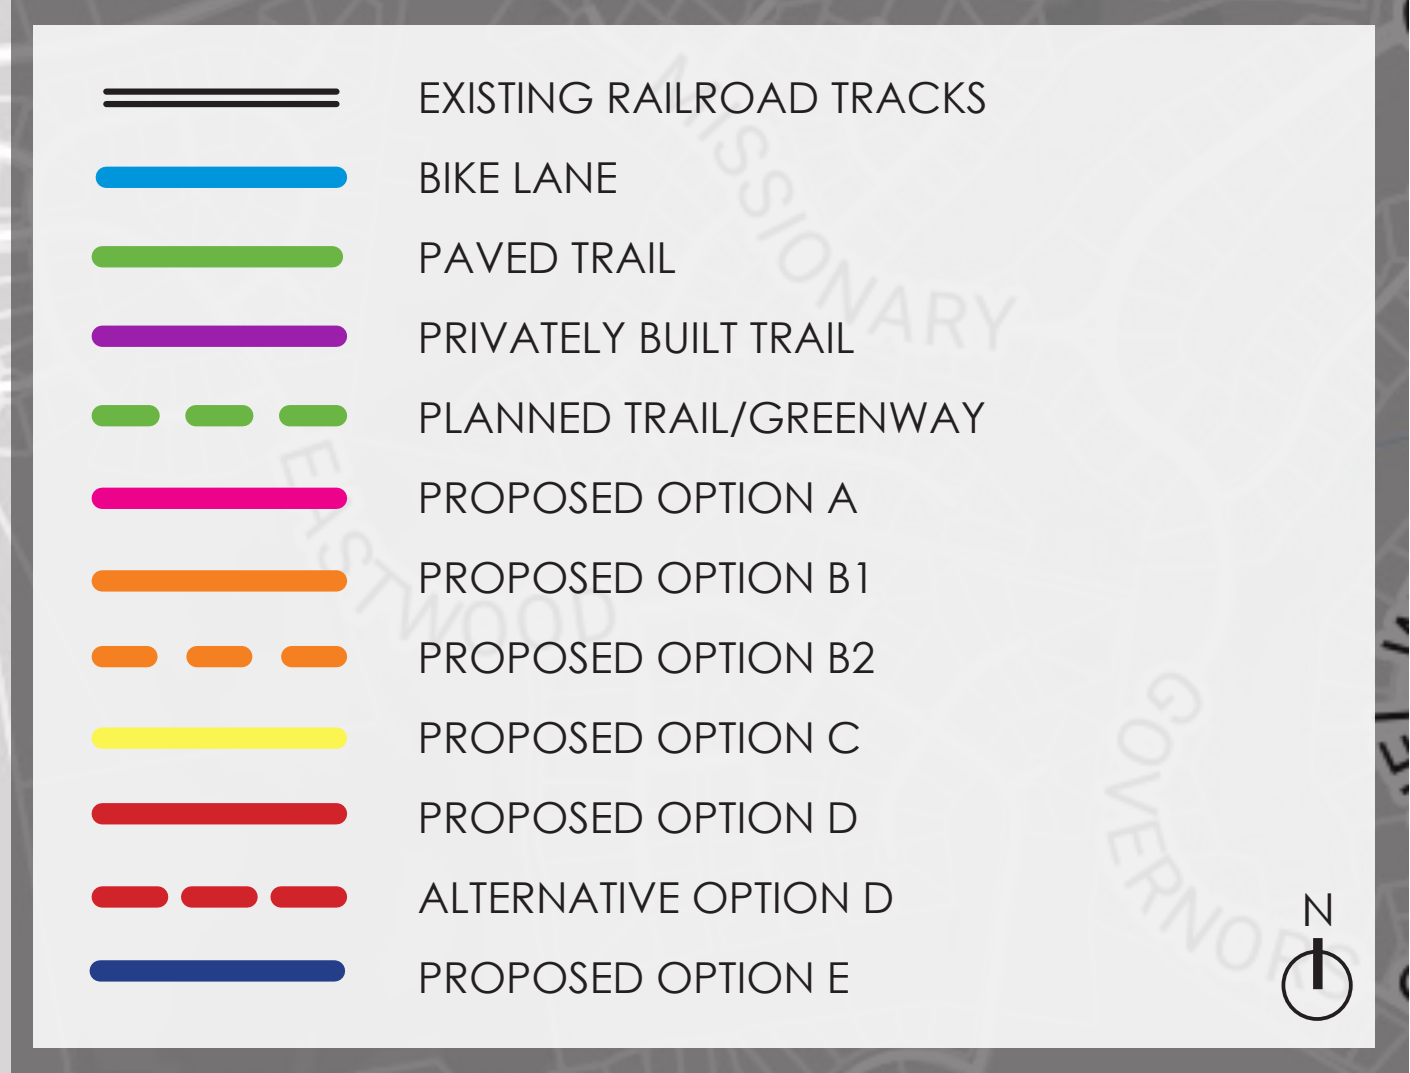 EXISTING RAILROAD TRACKS
BIKE LANE
PAVED TRAIL
PRIVATELY BUILT TRAIL
PLANNED TRAIL/GREENWAY
PROPOSED OPTION A
PROPOSED OPTION B1
PROPOSED OPTION B2
PROPOSED OPTION C
PROPOSED OPTION D
ALTERNATIVE OPTION D
PROPOSED OPTION E
MISSIONARY
EASTWOOD
GOVERNORS
N